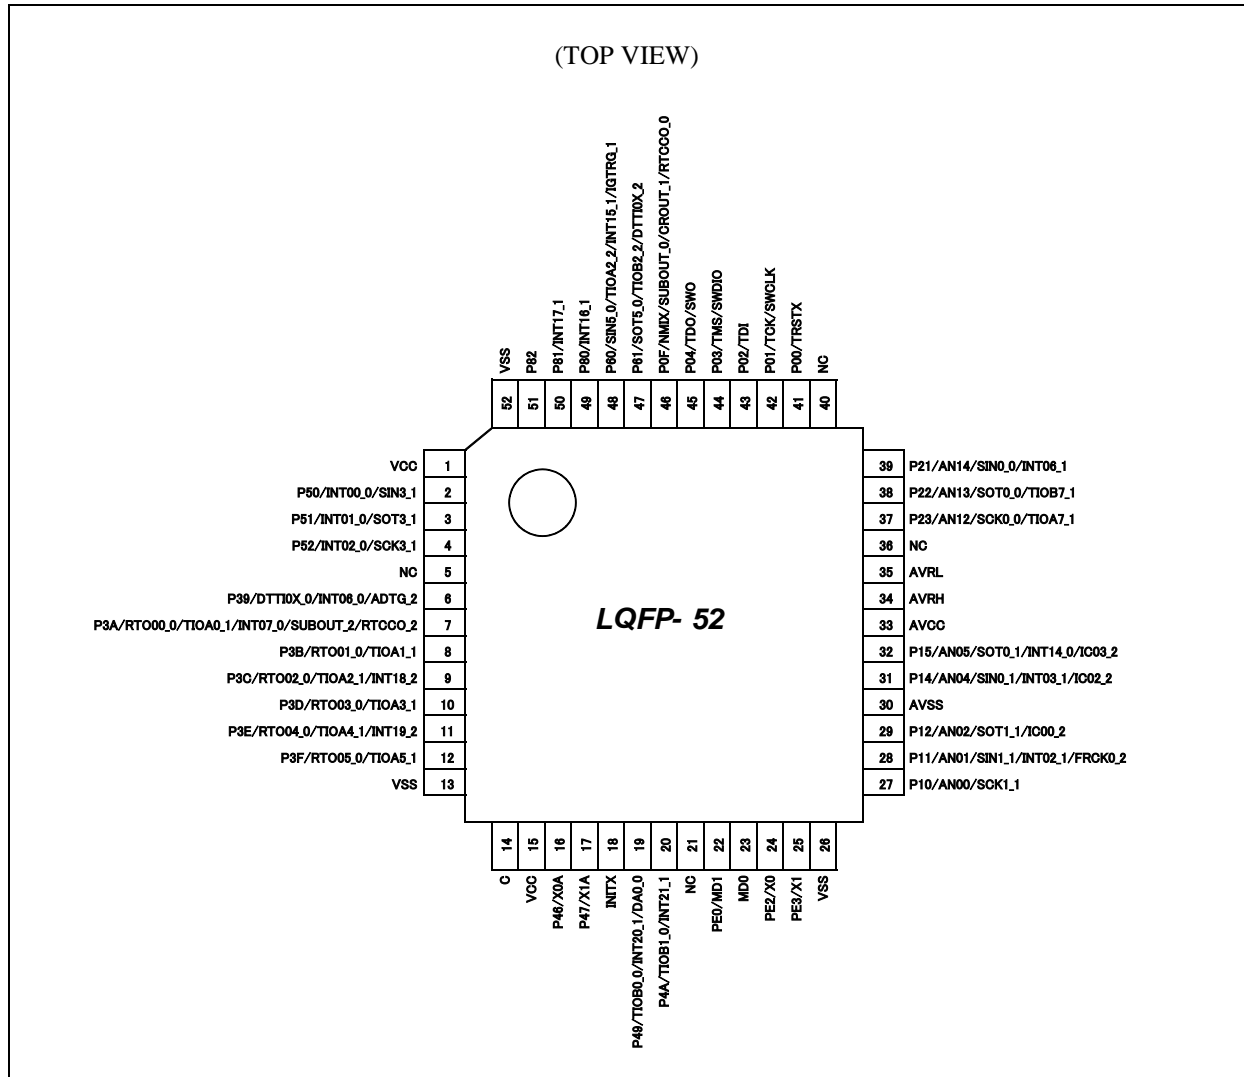 (TOP VIEW)
VSS
P82
P81/INT17_1
P80/INT16_1
P60/SIN5_0/TIOA2_2/INT15_1/IGTRG_1
P61/SOT5_0/TIOB2_2/DTTI0X_2
P0F/NMIX/SUBOUT_0/CROUT_1/RTCCO_0
P04/TDO/SWO
P03/TMS/SWDIO
P02/TDI
P01/TCK/SWCLK
P00/TRSTX
NC
52 51 50 49 48 47 46 45 44 43 42 41 40
VCC 1
P50/INT00_0/SIN3_1 2
P51/INT01_0/SOT3_1 3
P52/INT02_0/SCK3_1 4
NC 5
P39/DTTI0X_0/INT06_0/ADTG_2 6
P3A/RTO00_0/TIOA0_1/INT07_0/SUBOUT_2/RTCCO_2 7
P3B/RTO01_0/TIOA1_1 8
P3C/RTO02_0/TIOA2_1/INT18_2 9
P3D/RTO03_0/TIOA3_1 10
P3E/RTO04_0/TIOA4_1/INT19_2 11
P3F/RTO05_0/TIOA5_1 12
VSS 13
LQFP- 52
39 P21/AN14/SIN0_0/INT06_1
38 P22/AN13/SOT0_0/TIOB7_1
37 P23/AN12/SCK0_0/TIOA7_1
36 NC
35 AVRL
34 AVRH
33 AVCC
32 P15/AN05/SOT0_1/INT14_0/IC03_2
31 P14/AN04/SIN0_1/INT03_1/IC02_2
30 AVSS
29 P12/AN02/SOT1_1/IC00_2
28 P11/AN01/SIN1_1/INT02_1/FRCK0_2
27 P10/AN00/SCK1_1
14 15 16 17 18 19 20 21 22 23 24 25 26
C
VCC
P46/X0A
P47/X1A
INITX
P49/TIOB0_0/INT20_1/DA0_0
P4A/TIOB1_0/INT21_1
NC
PE0/MD1
MD0
PE2/X0
PE3/X1
VSS